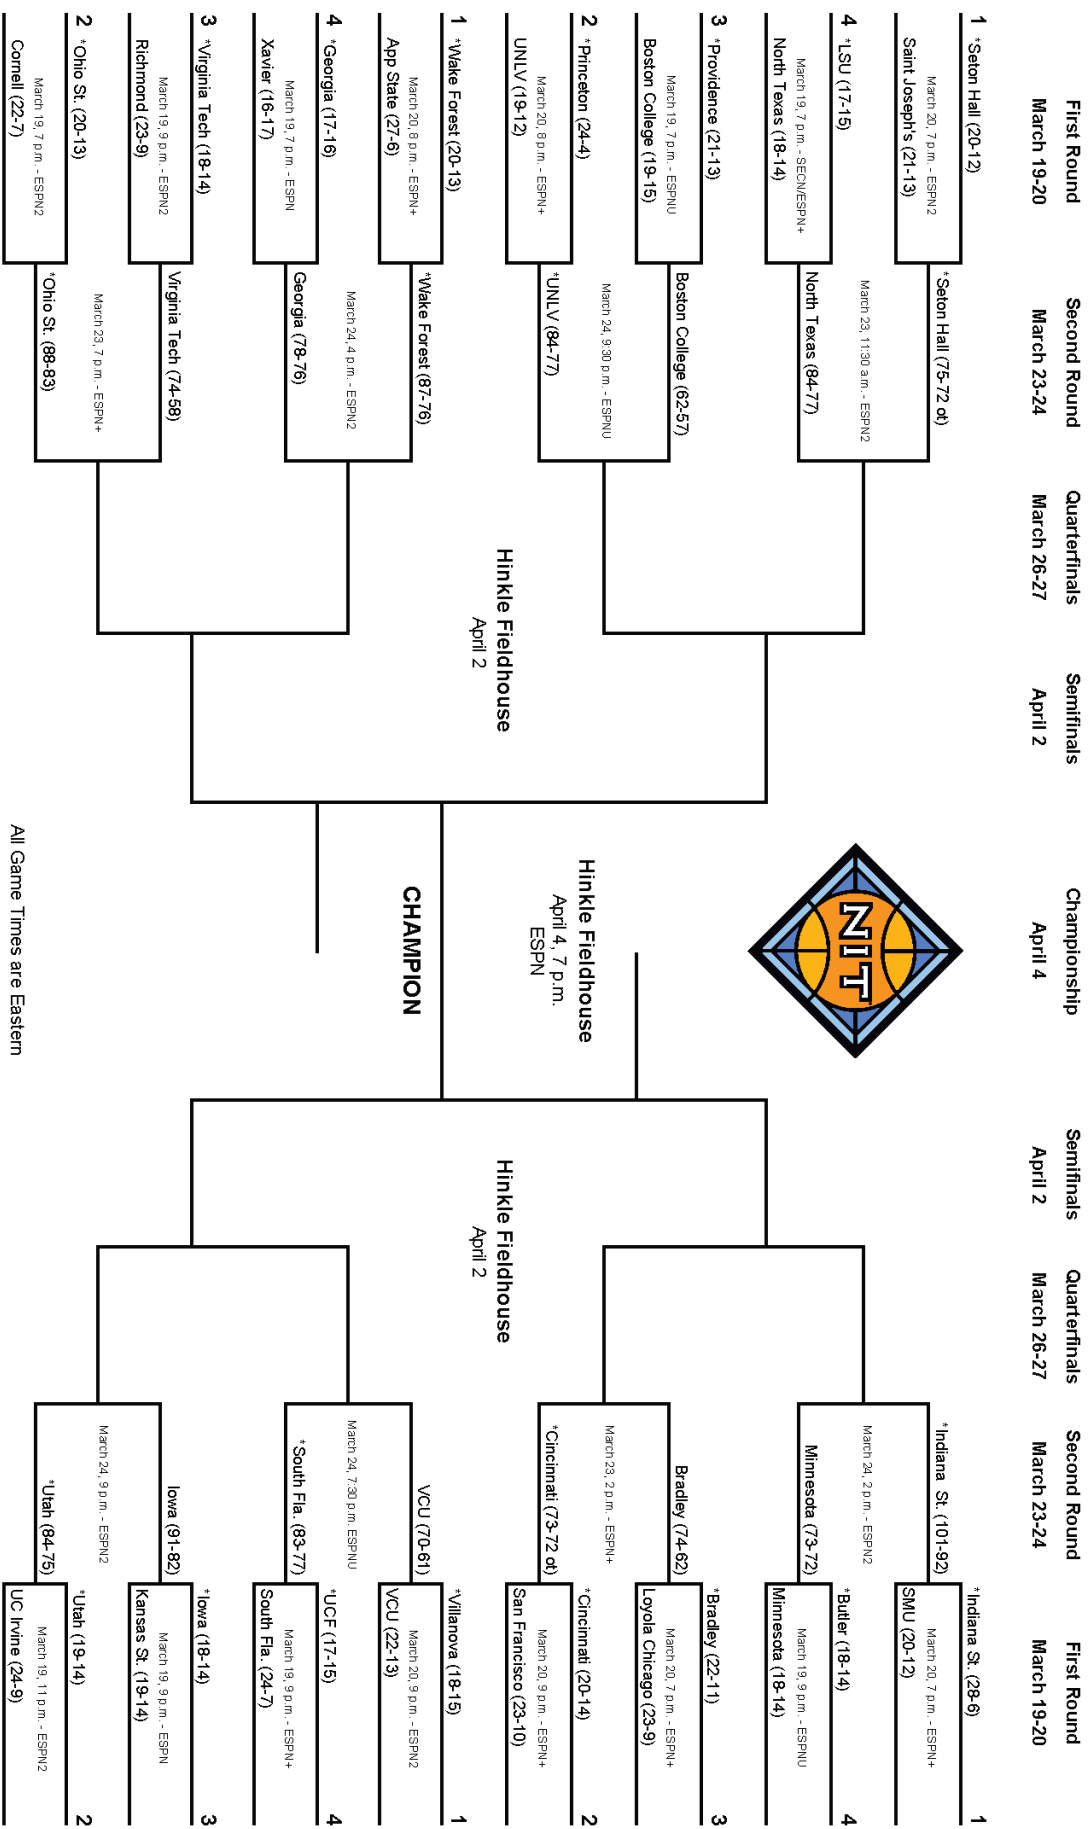 First Round
March 19-20
Second Round
March 23-24
Quarterfinals
March 26-27
Semifinals
April 2
Championship
April 4
Semifinals
April 2
Quarterfinals
March 26-27
Second Round
March 23-24
First Round
March 19-20
1 *Seton Hall (20-12)
March 20, 7 p.m. - ESPN2
Saint Joseph's (21-13)
4 *LSU (17-15)
March 19, 7 p.m. - SECN/ESPN+
North Texas (18-14)
3 *Providence (21-13)
March 19, 7 p.m. - ESPNU
Boston College (19-15)
2 *Princeton (24-4)
March 20, 8 p.m. - ESPN+
UNLV (19-12)
1 *Wake Forest (20-13)
March 20, 8 p.m. - ESPN+
App State (27-6)
4 *Georgia (17-16)
March 19, 7 p.m. - ESPN
Xavier (16-17)
3 *Virginia Tech (18-14)
March 19, 9 p.m. - ESPN2
Richmond (23-9)
2 *Ohio St. (20-13)
March 19, 7 p.m. - ESPN2
Cornell (22-7)
*Seton Hall (75-72 ot)
March 23, 11:30 a.m. - ESPN2
North Texas (84-77)
Boston College (62-57)
March 24, 9:30 p.m. - ESPNU
*UNLV (84-77)
*Wake Forest (87-76)
March 24, 4 p.m. - ESPN2
Georgia (78-76)
Virginia Tech (74-58)
March 23, 7 p.m. - ESPN+
*Ohio St. (88-83)
Hinkle Fieldhouse
April 2
NIT
Hinkle Fieldhouse
April 4, 7 p.m.
ESPN
CHAMPION
All Game Times are Eastern
Hinkle Fieldhouse
April 2
*Indiana St. (101-92)
March 24, 2 p.m. - ESPN2
Minnesota (73-72)
Bradley (74-62)
March 23, 2 p.m. - ESPN+
*Cincinnati (73-72 ot)
VCU (70-61)
March 24, 7:30 p.m. ESPNU
*South Fla. (83-77)
Iowa (91-82)
March 24, 9 p.m. - ESPN2
*Utah (84-75)
*Indiana St. (28-6) 1
March 20, 7 p.m. - ESPN+
SMU (20-12)
*Butler (18-14) 4
March 19, 9 p.m. - ESPNU
Minnesota (18-14)
*Bradley (22-11) 3
March 20, 7 p.m. - ESPN+
Loyola Chicago (23-9)
*Cincinnati (20-14) 2
March 20, 9 p.m. - ESPN+
San Francisco (23-10)
*Villanova (18-15) 1
March 20, 9 p.m. - ESPN2
VCU (22-13)
*UCF (17-15) 4
March 19, 9 p.m. - ESPN+
South Fla. (24-7)
*Iowa (18-14) 3
March 19, 9 p.m. - ESPN
Kansas St. (19-14)
*Utah (19-14) 2
March 19, 11 p.m. - ESPN2
UC Irvine (24-9)